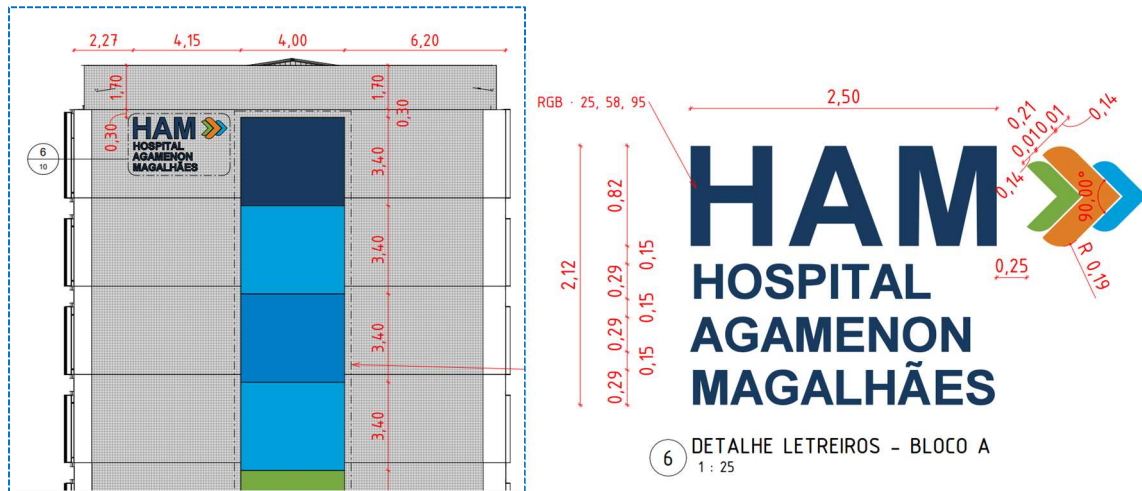 2,27 4,15 4,00 6,20
1,70
1,70
0,30
0,30
HAM
HOSPITAL
AGAMENON
MAGALHÃES
6
10
3,40
3,40
3,40
3,40
RGB · 25, 58, 95
2,50
0,21
0,01
0,01
0,14
0,14
HAM
90,00°
R 0,19
0,25
2,12
0,82
0,15
0,29
0,15
0,29
0,15
0,29
HOSPITAL
AGAMENON
MAGALHÃES
6
DETALHE LETREIROS - BLOCO A
1 : 25